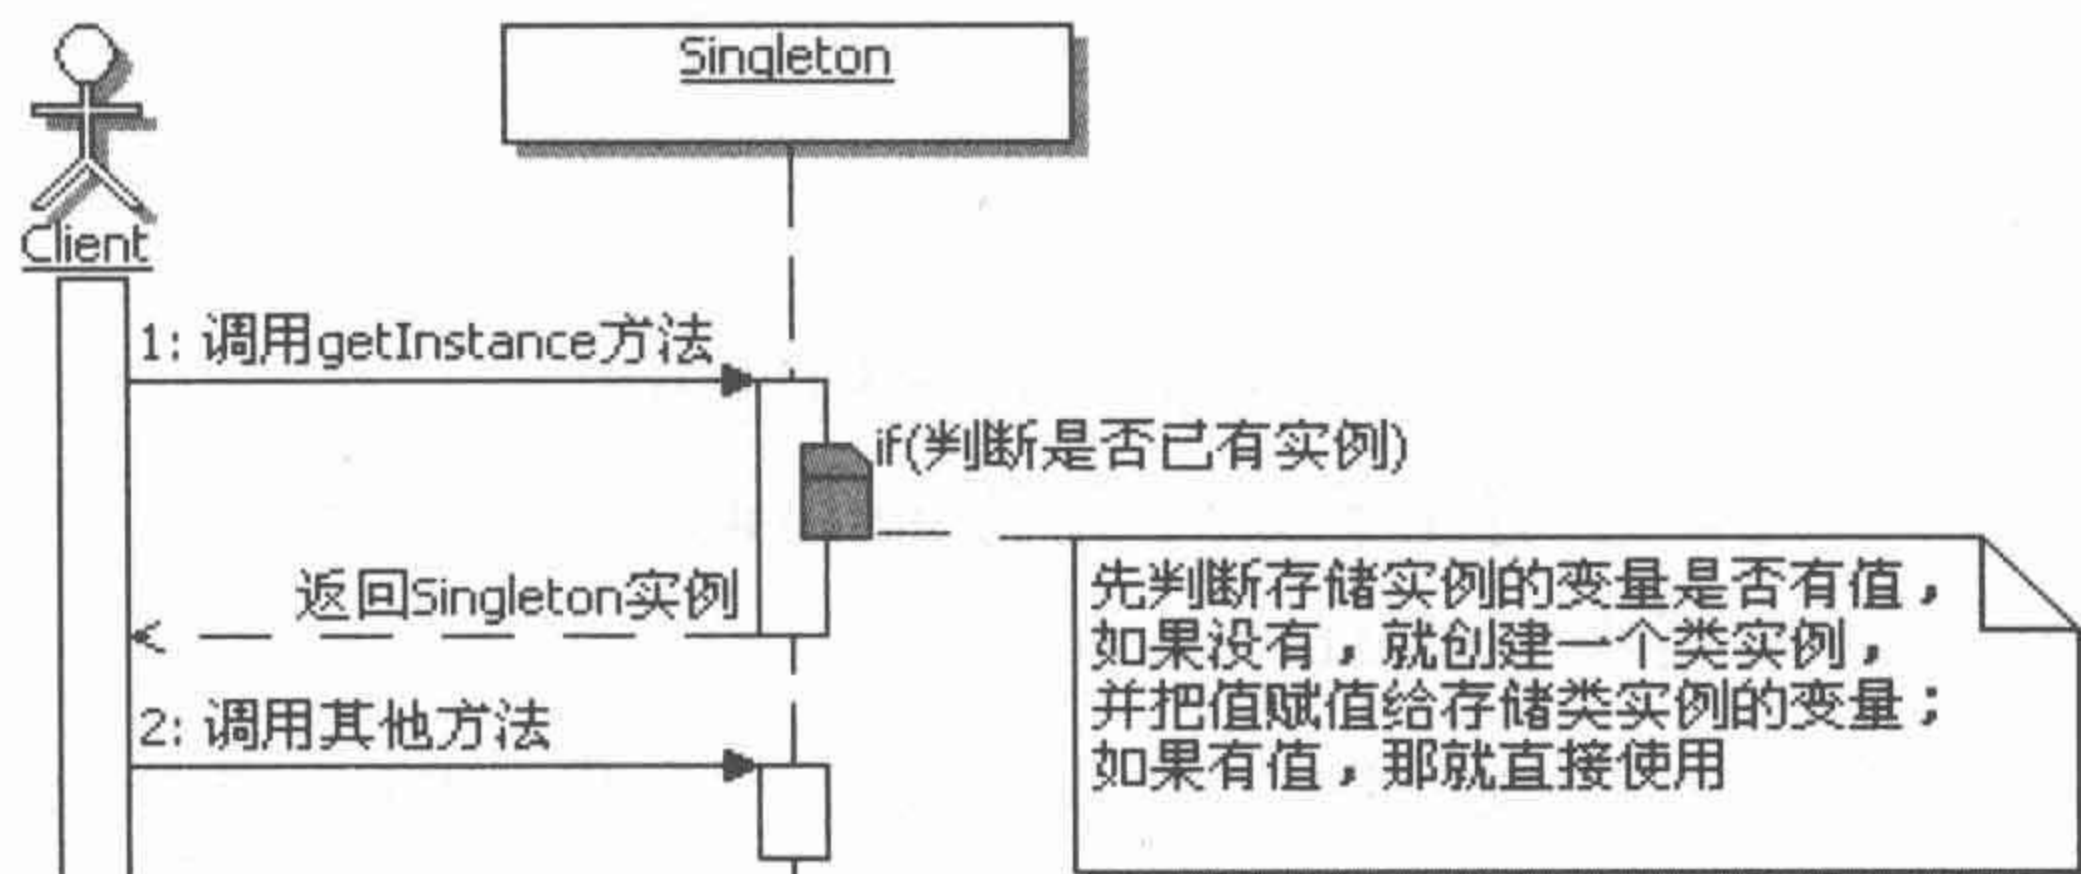 Singleton
Client
1: 调用getInstance方法
if(判断是否已有实例)
返回Singleton实例
先判断存储实例的变量是否有值，
如果没有，就创建一个类实例，
并把值赋值给存储类实例的变量；
如果有值，那就直接使用
2: 调用其他方法